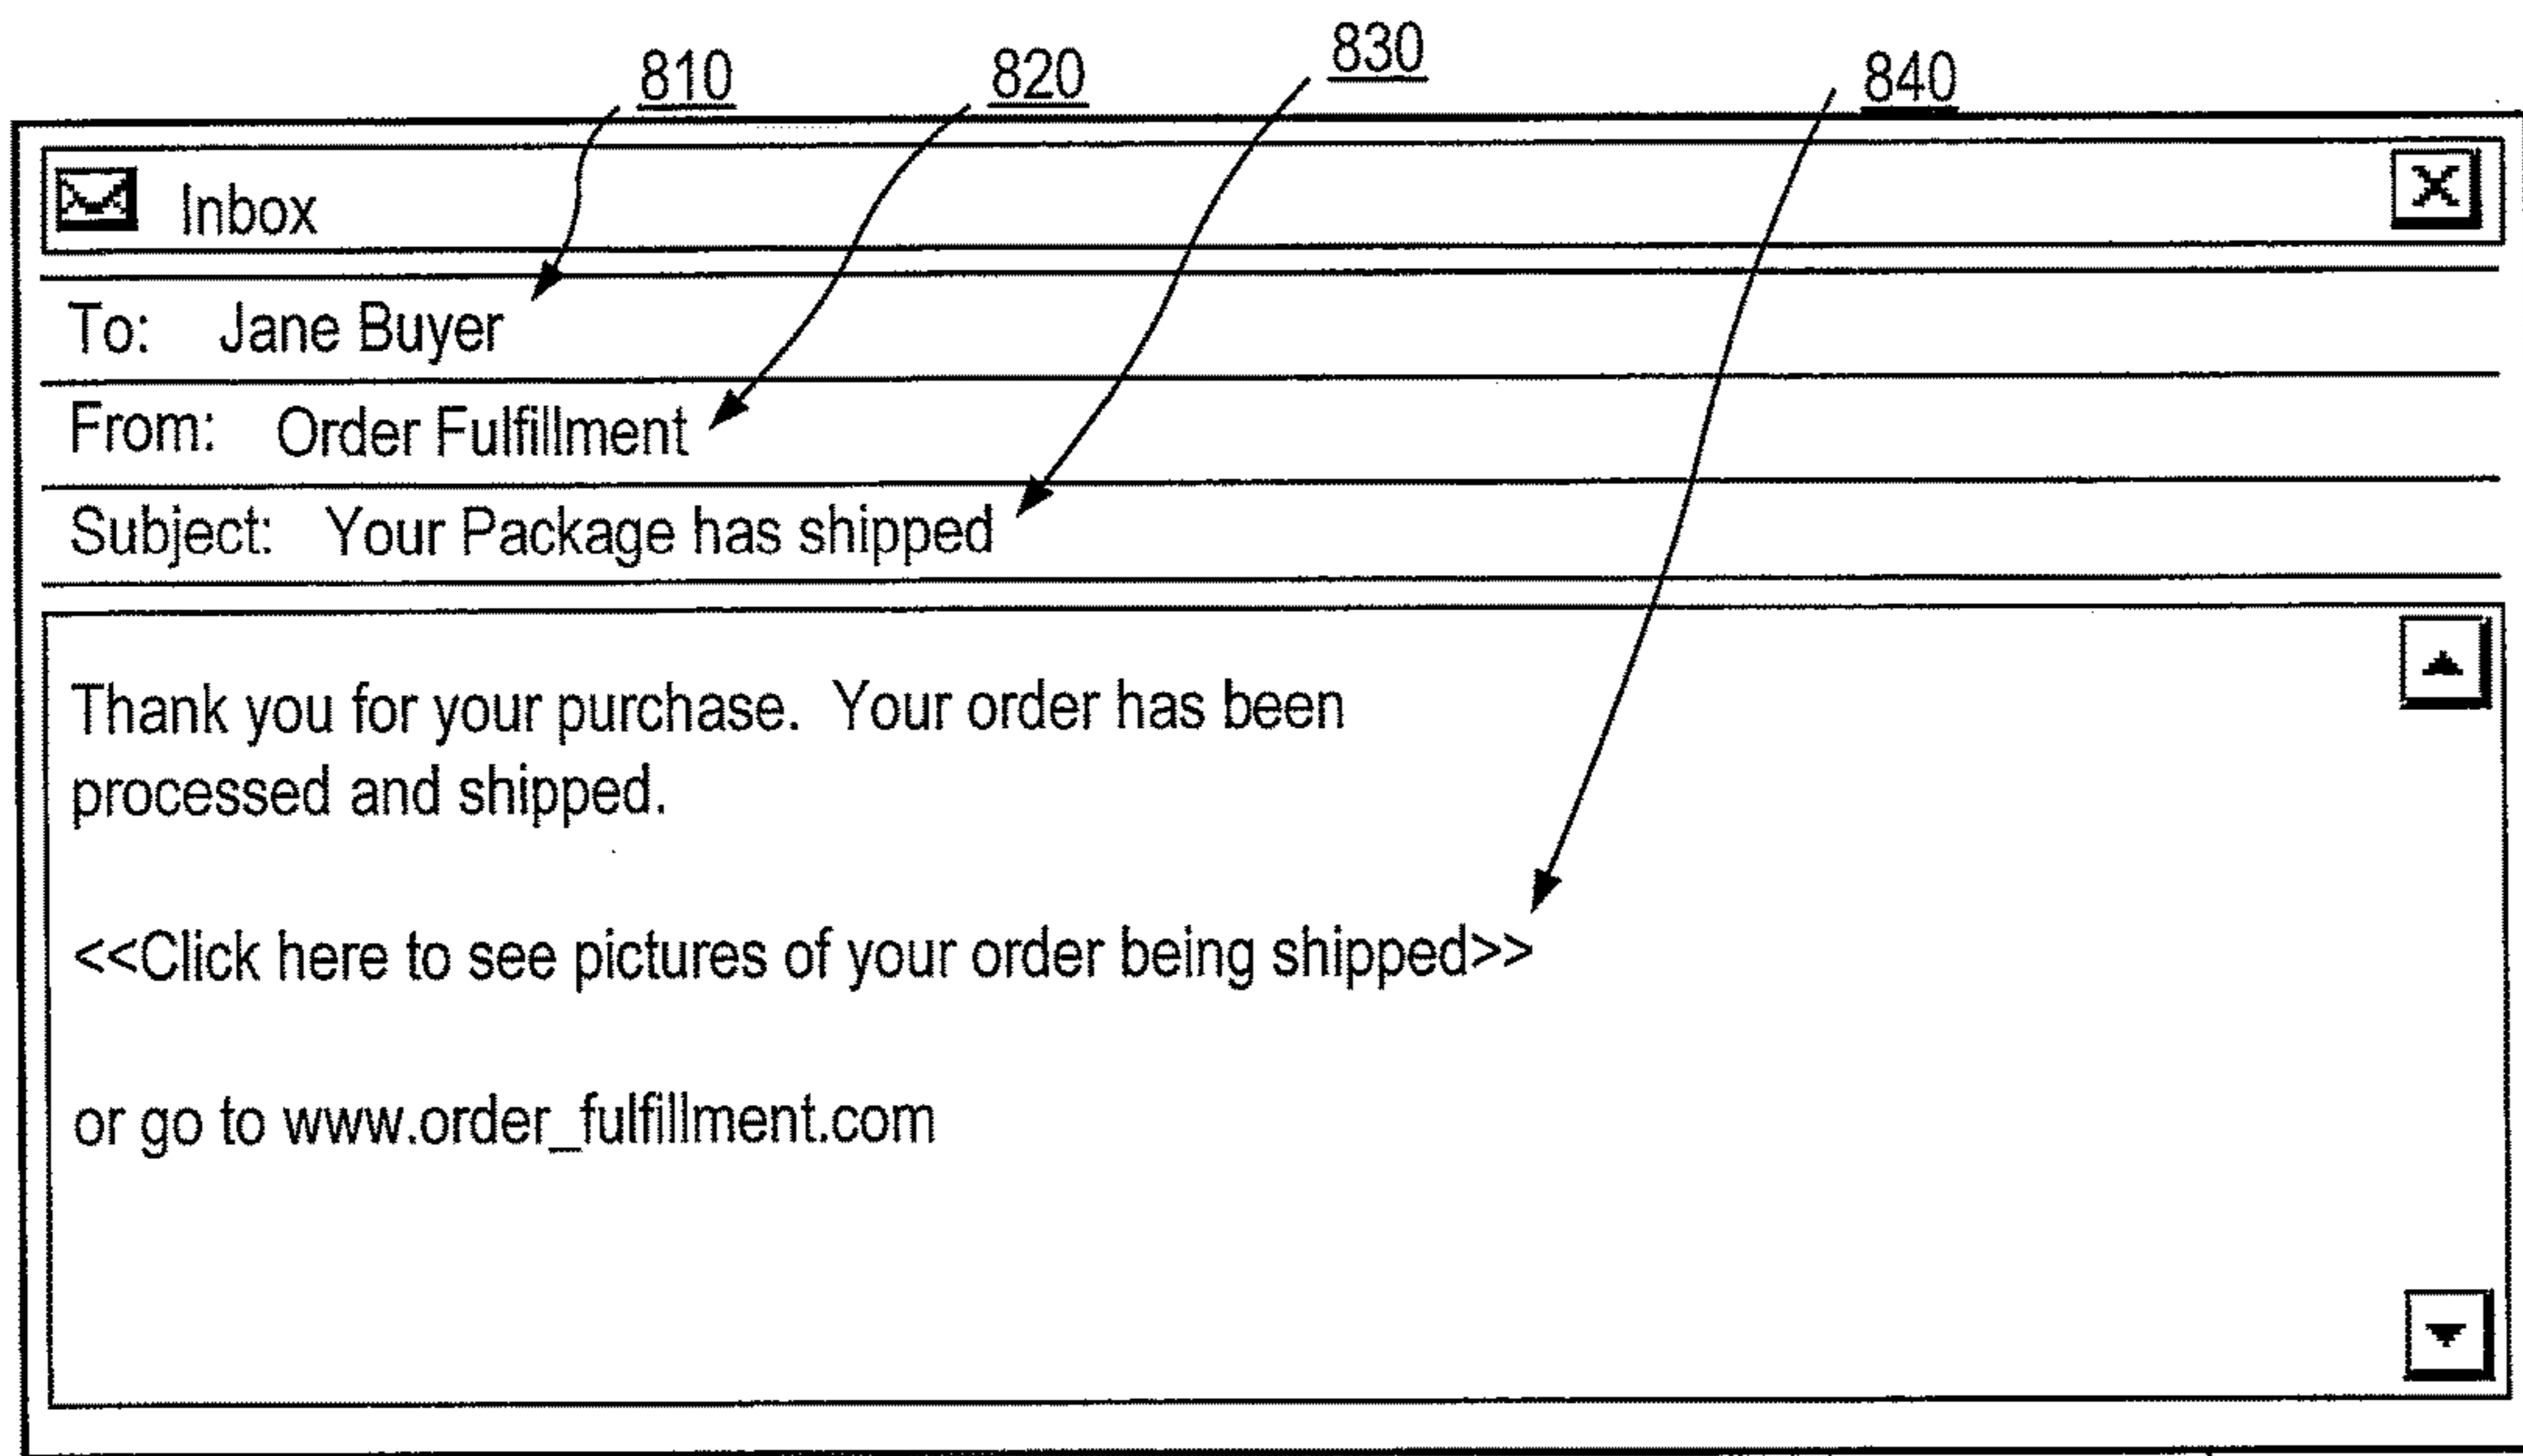 810 820 830 840
Inbox
To: Jane Buyer
From: Order Fulfillment
Subject: Your Package has shipped
Thank you for your purchase. Your order has been
processed and shipped.
<<Click here to see pictures of your order being shipped>>
or go to www.order_fulfillment.com